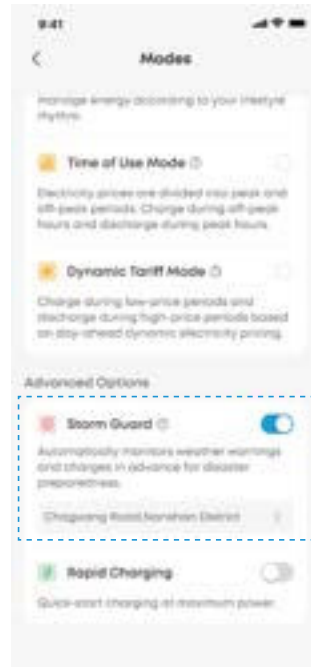 9:41
Modes
manage energy according to your lifestyle
rhythm.
Time of Use Mode
Electricity prices are divided into peak and
off-peak periods. Charge during off-peak
hours and discharge during peak hours.
Dynamic Tariff Mode
Charge during low-price periods and
discharge during high-price periods based
on day-ahead dynamic electricity pricing.
Advanced Options
Storm Guard
Automatically monitors weather warnings
and charges in advance for disaster
preparedness.
Road, Nanshan District
Rapid Charging
Quick-start charging at maximum power.